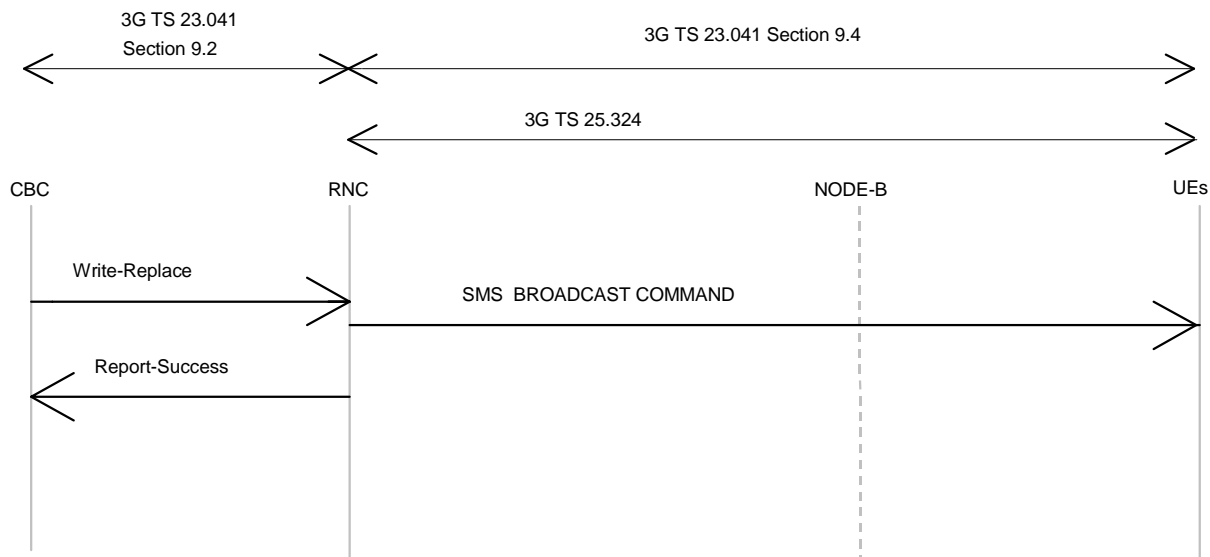 3G TS 23.041
Section 9.2
3G TS 23.041 Section 9.4
3G TS 25.324
CBC
RNC
NODE-B
UEs
Write-Replace
SMS BROADCAST COMMAND
Report-Success